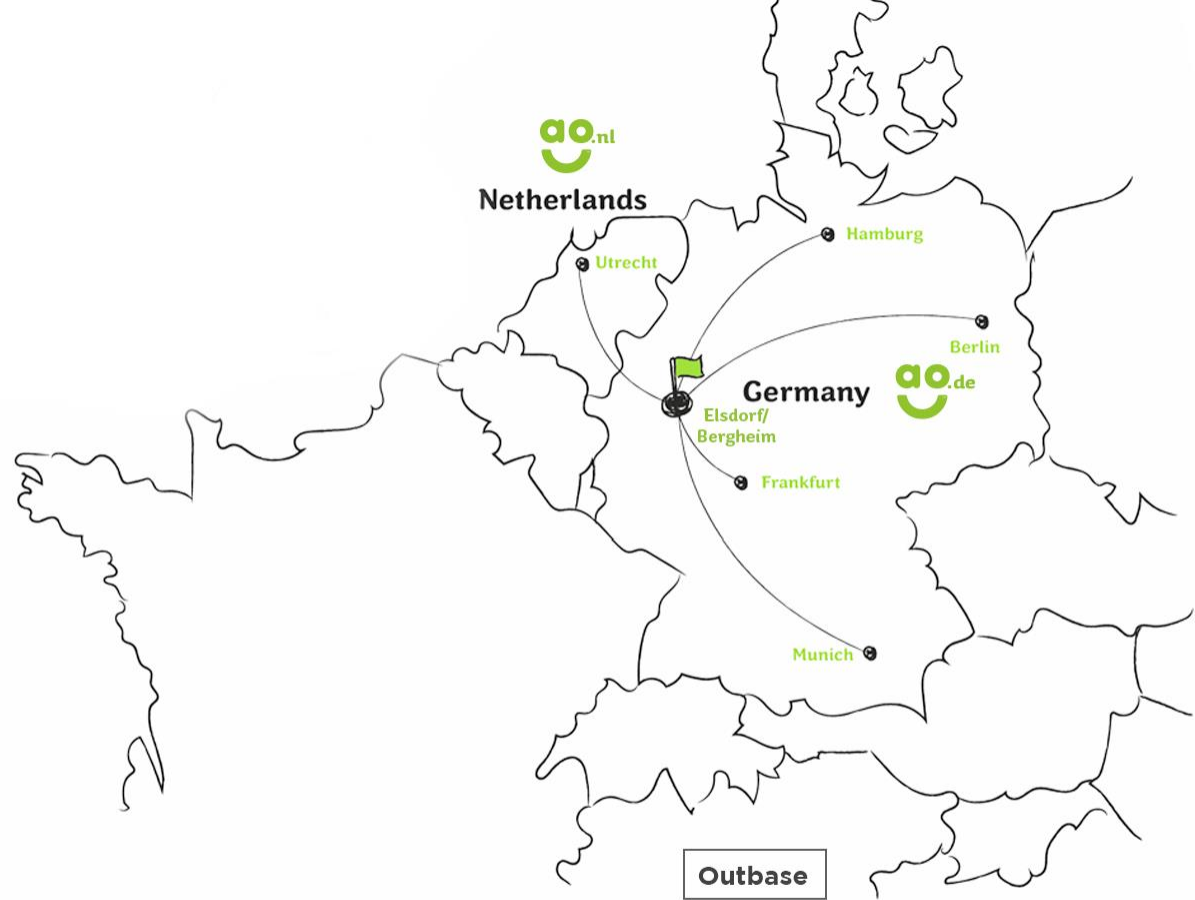 ao.nl
Netherlands
Hamburg
Utrecht
Berlin
ao.de
Germany
Elsdorf/
Bergheim
Frankfurt
Munich
Outbase